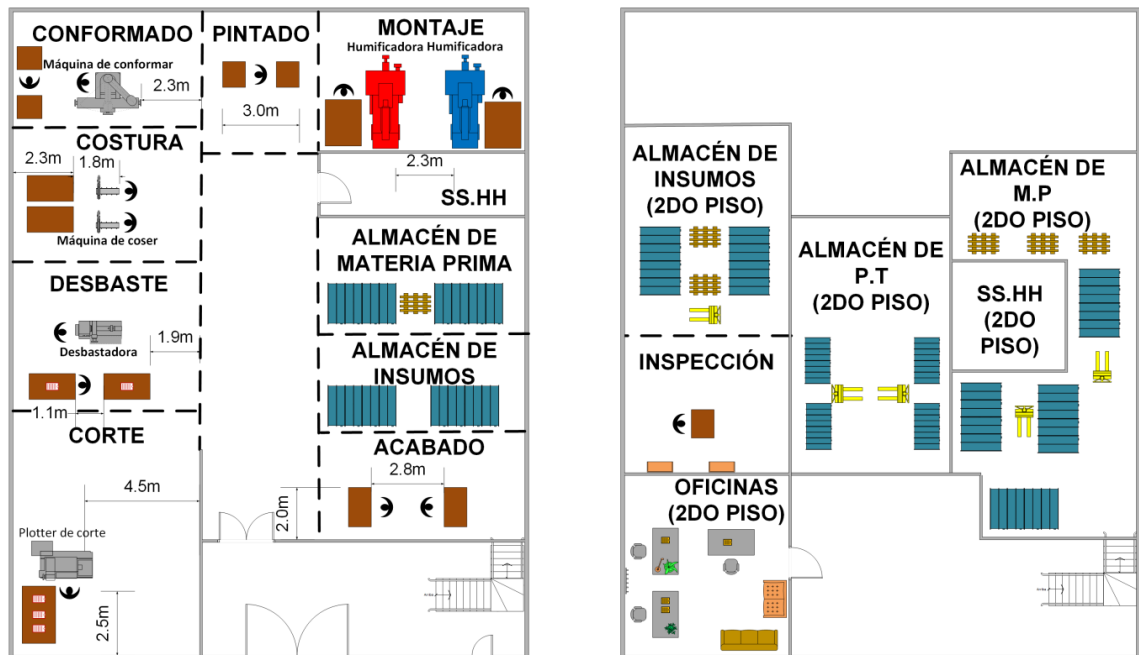 CONFORMADO
Máquina de conformar
2.3m
PINTADO
3.0m
MONTAJE
Humificadora Humificadora
COSTURA
2.3m
1.8m
Máquina de coser
2.3m
SS.HH
DESBASTE
Desbastadora
1.9m
1.1m
ALMACÉN DE
MATERIA PRIMA
ALMACÉN DE
INSUMOS
CORTE
4.5m
Plotter de corte
2.5m
ACABADO
2.8m
2.0m
ALMACÉN DE
INSUMOS
(2DO PISO)
INSPECCIÓN
OFICINAS
(2DO PISO)
ALMACÉN DE
P.T
(2DO PISO)
ALMACÉN DE
M.P
(2DO PISO)
SS.HH
(2DO
PISO)